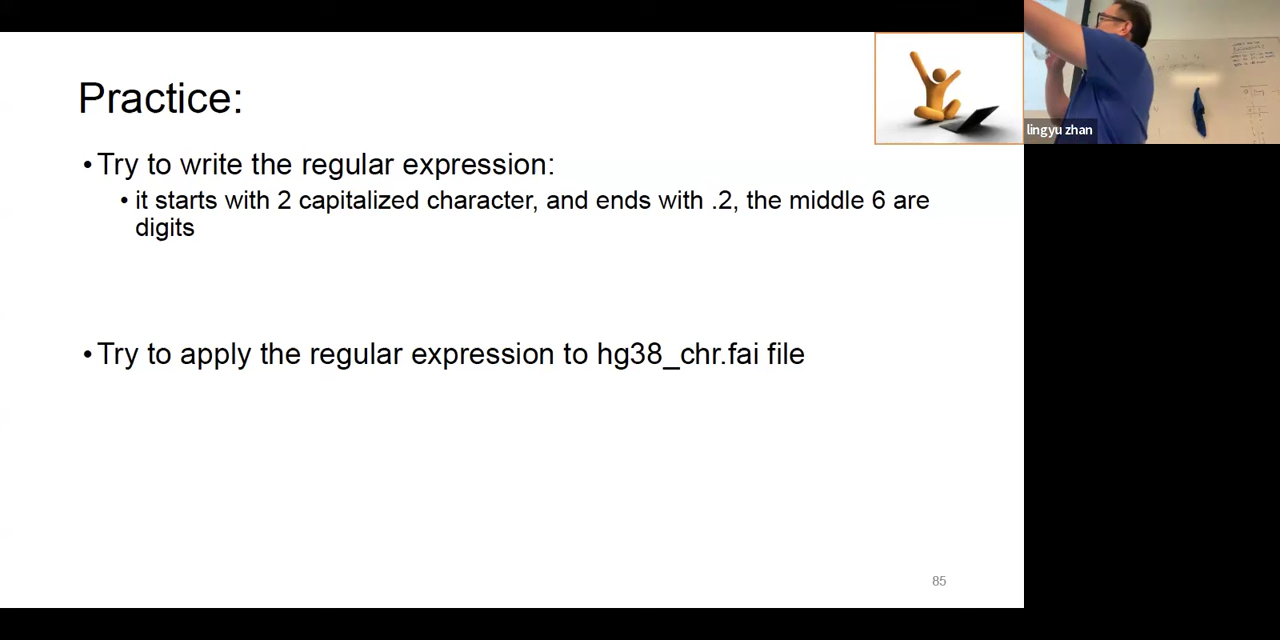 Practice:
• Try to write the regular expression:
• it starts with 2 capitalized character, and ends with .2, the middle 6 are
digits
• Try to apply the regular expression to hg38_chr.fai file
85
lingyu zhan